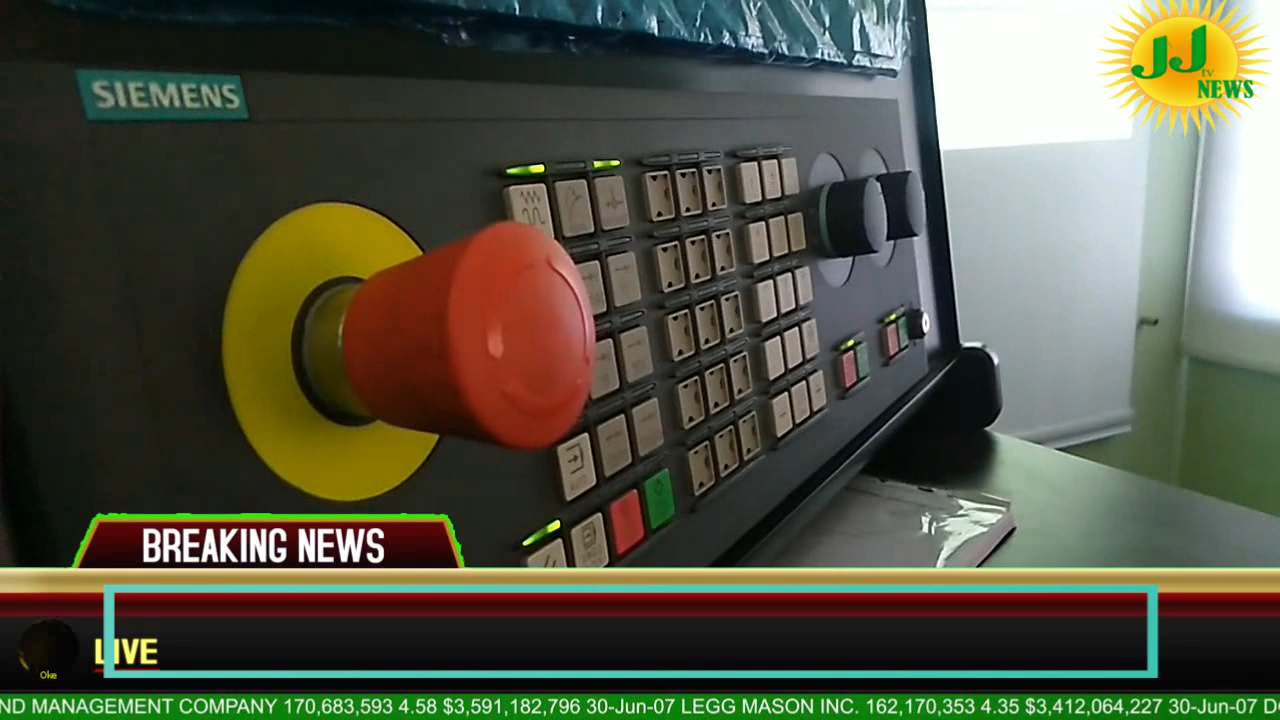 SIEMENS
JJ
tv
NEWS
BREAKING NEWS
LIVE
Oke
ND MANAGEMENT COMPANY 170,683,593 4.58 $3,591,182,796 30-Jun-07 LEGG MASON INC. 162,170,353 4.35 $3,412,064,227 30-Jun-07